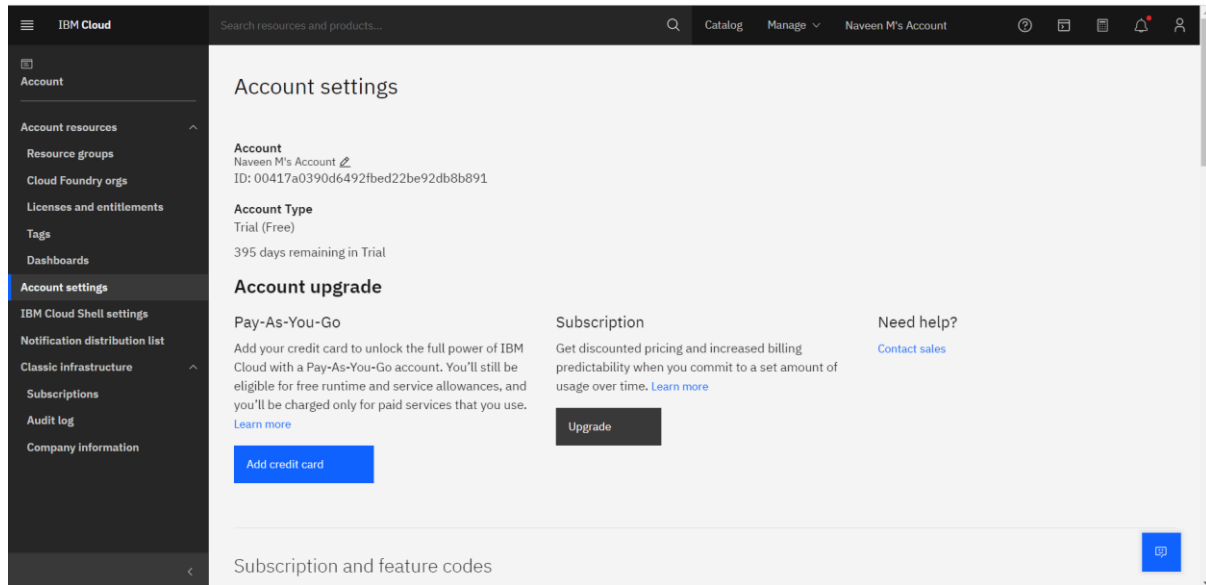 IBM Cloud
Search resources and products...
Catalog
Manage
Naveen M's Account
Account
Account resources
Resource groups
Cloud Foundry orgs
Licenses and entitlements
Tags
Dashboards
Account settings
IBM Cloud Shell settings
Notification distribution list
Classic infrastructure
Subscriptions
Audit log
Company information
Account settings
Account
Naveen M's Account
ID: 00417a0390d6492fbed22be92db8b891
Account Type
Trial (Free)
395 days remaining in Trial
Account upgrade
Pay-As-You-Go
Add your credit card to unlock the full power of IBM
Cloud with a Pay-As-You-Go account. You'll still be
eligible for free runtime and service allowances, and
you'll be charged only for paid services that you use.
Learn more
Add credit card
Subscription
Get discounted pricing and increased billing
predictability when you commit to a set amount of
usage over time. Learn more
Upgrade
Need help?
Contact sales
Subscription and feature codes